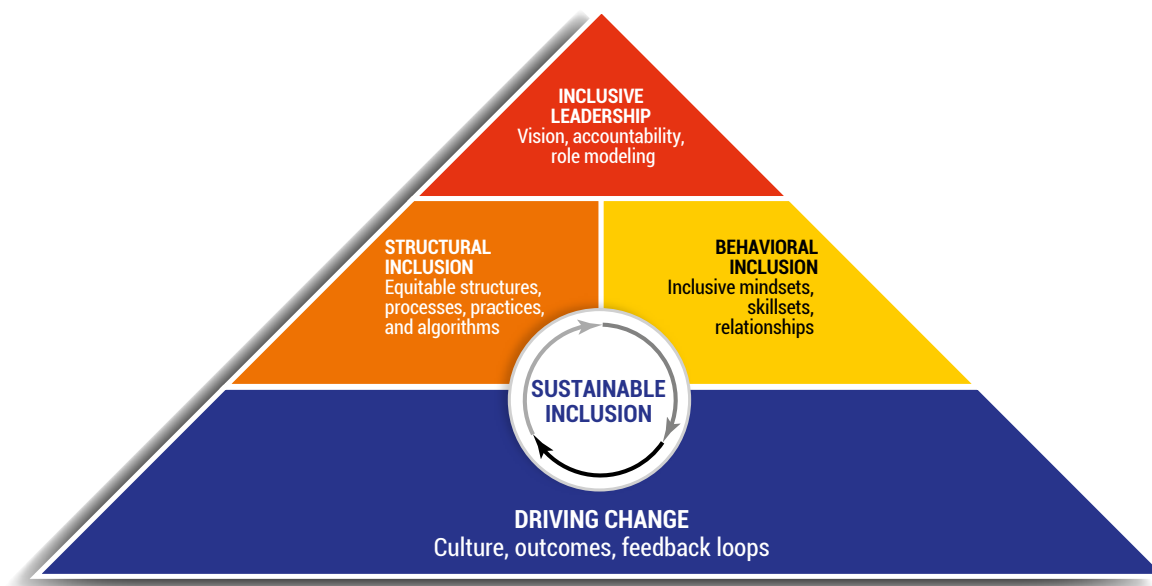 INCLUSIVE
LEADERSHIP
Vision, accountability,
role modeling
STRUCTURAL
INCLUSION
Equitable structures,
processes, practices,
and algorithms
BEHAVIORAL
INCLUSION
Inclusive mindsets,
skillsets,
relationships
SUSTAINABLE
INCLUSION
DRIVING CHANGE
Culture, outcomes, feedback loops